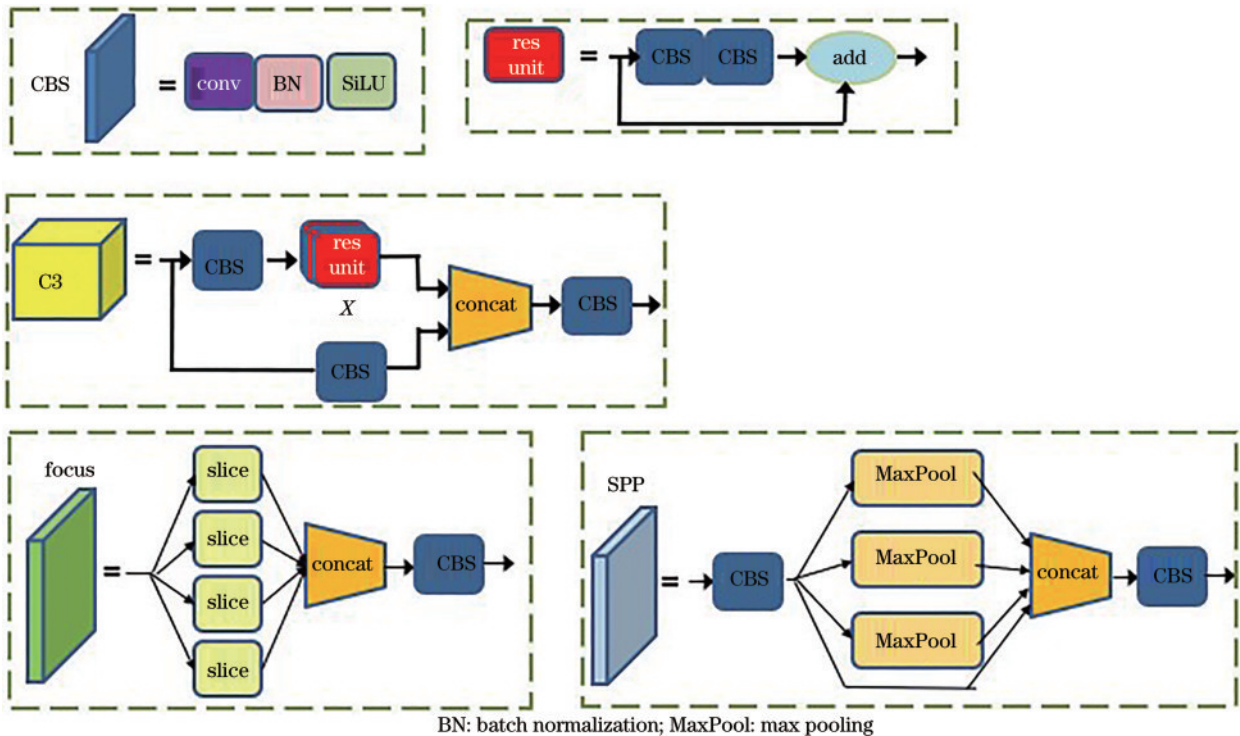 CBS
=
conv
BN
SiLU
res
unit
=
CBS
CBS
add
C3
=
CBS
res
unit
X
CBS
concat
CBS
focus
=
slice
slice
slice
slice
concat
CBS
SPP
=
CBS
MaxPool
MaxPool
MaxPool
concat
CBS
BN: batch normalization; MaxPool: max pooling